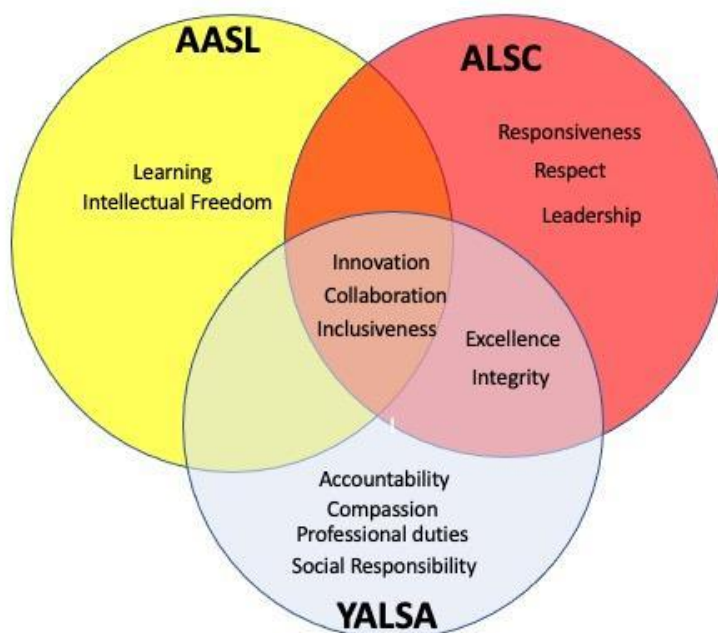 AASL
ALSC
Learning
Intellectual Freedom
Responsiveness
Respect
Leadership
Innovation
Collaboration
Inclusiveness
Excellence
Integrity
Accountability
Compassion
Professional duties
Social Responsibility
YALSA